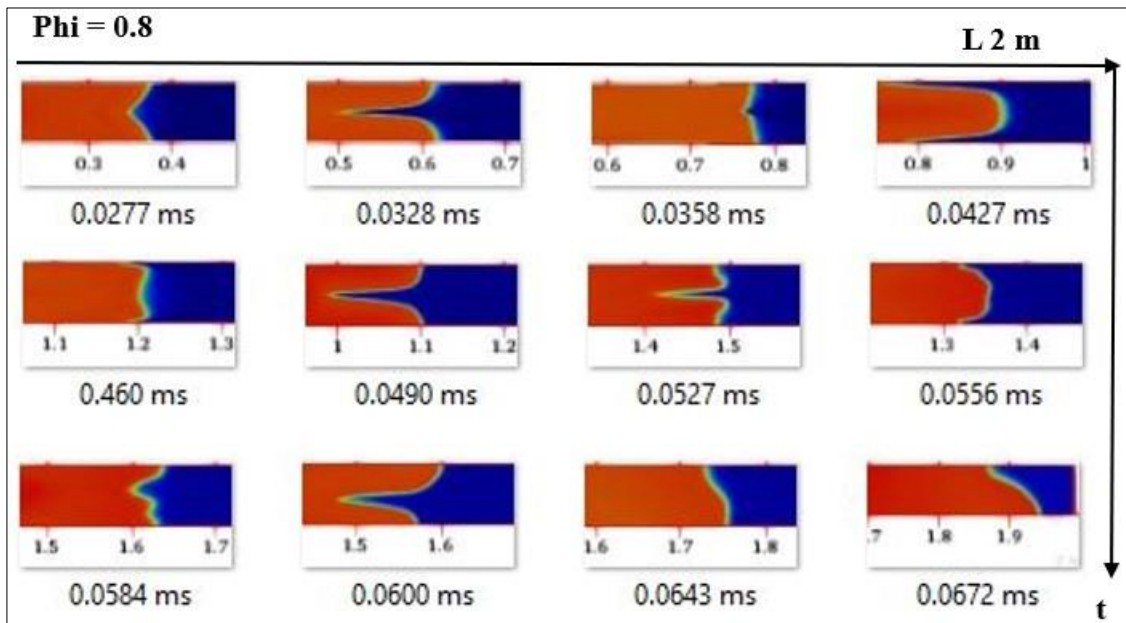 Phi = 0.8
L 2 m
0.3 0.4
0.5 0.6 0.7
0.6 0.7 0.8
0.8 0.9 1
0.0277 ms
0.0328 ms
0.0358 ms
0.0427 ms
1.1 1.2 1.3
1 1.1 1.2
1.4 1.5
1.3 1.4
0.460 ms
0.0490 ms
0.0527 ms
0.0556 ms
1.5 1.6 1.7
1.5 1.6
1.6 1.7 1.8
.7 1.8 1.9
0.0584 ms
0.0600 ms
0.0643 ms
0.0672 ms
t